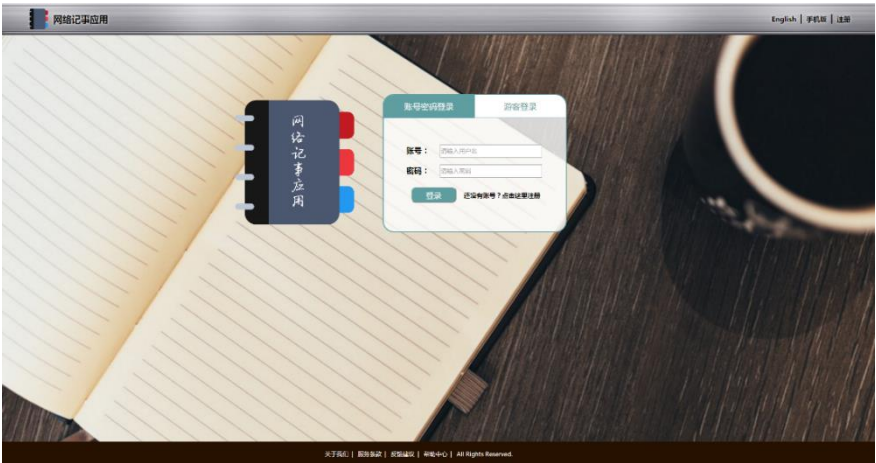 网络记事应用
English | 手机版 | 注册
网络记事应用
账号密码登录
游客登录
账号：
请输入用户名
密码：
请输入密码
登录
还没有账号？点击这里注册
关于我们 | 服务条款 | 反馈建议 | 帮助中心 | All Rights Reserved.